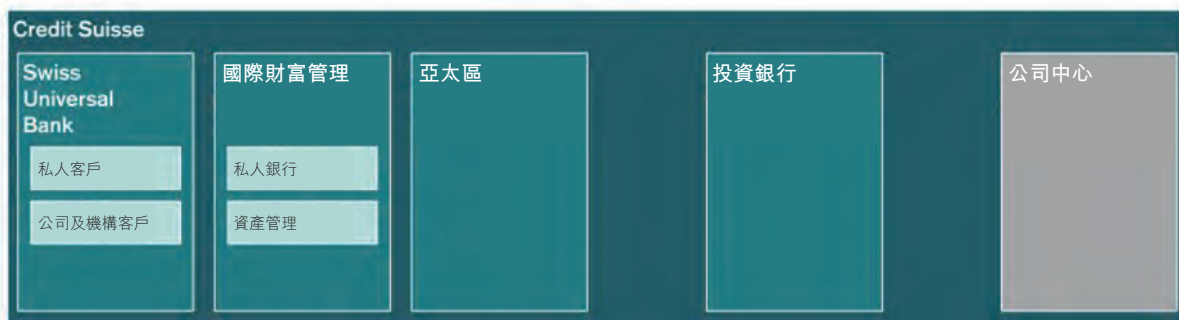 Credit Suisse
Swiss
Universal
Bank
私人客戶
公司及機構客戶
國際財富管理
私人銀行
資產管理
亞太區
投資銀行
公司中心